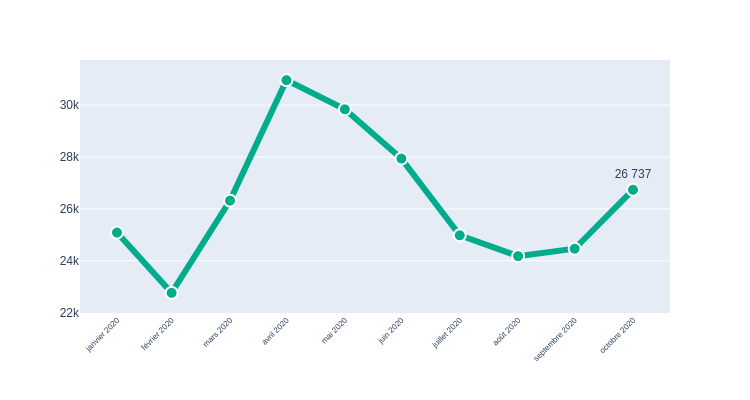 30k
28k
26 737
26k
24k
22k
janvier 2020
février 2020
mars 2020
avril 2020
mai 2020
juin 2020
juillet 2020
août 2020
septembre 2020
octobre 2020